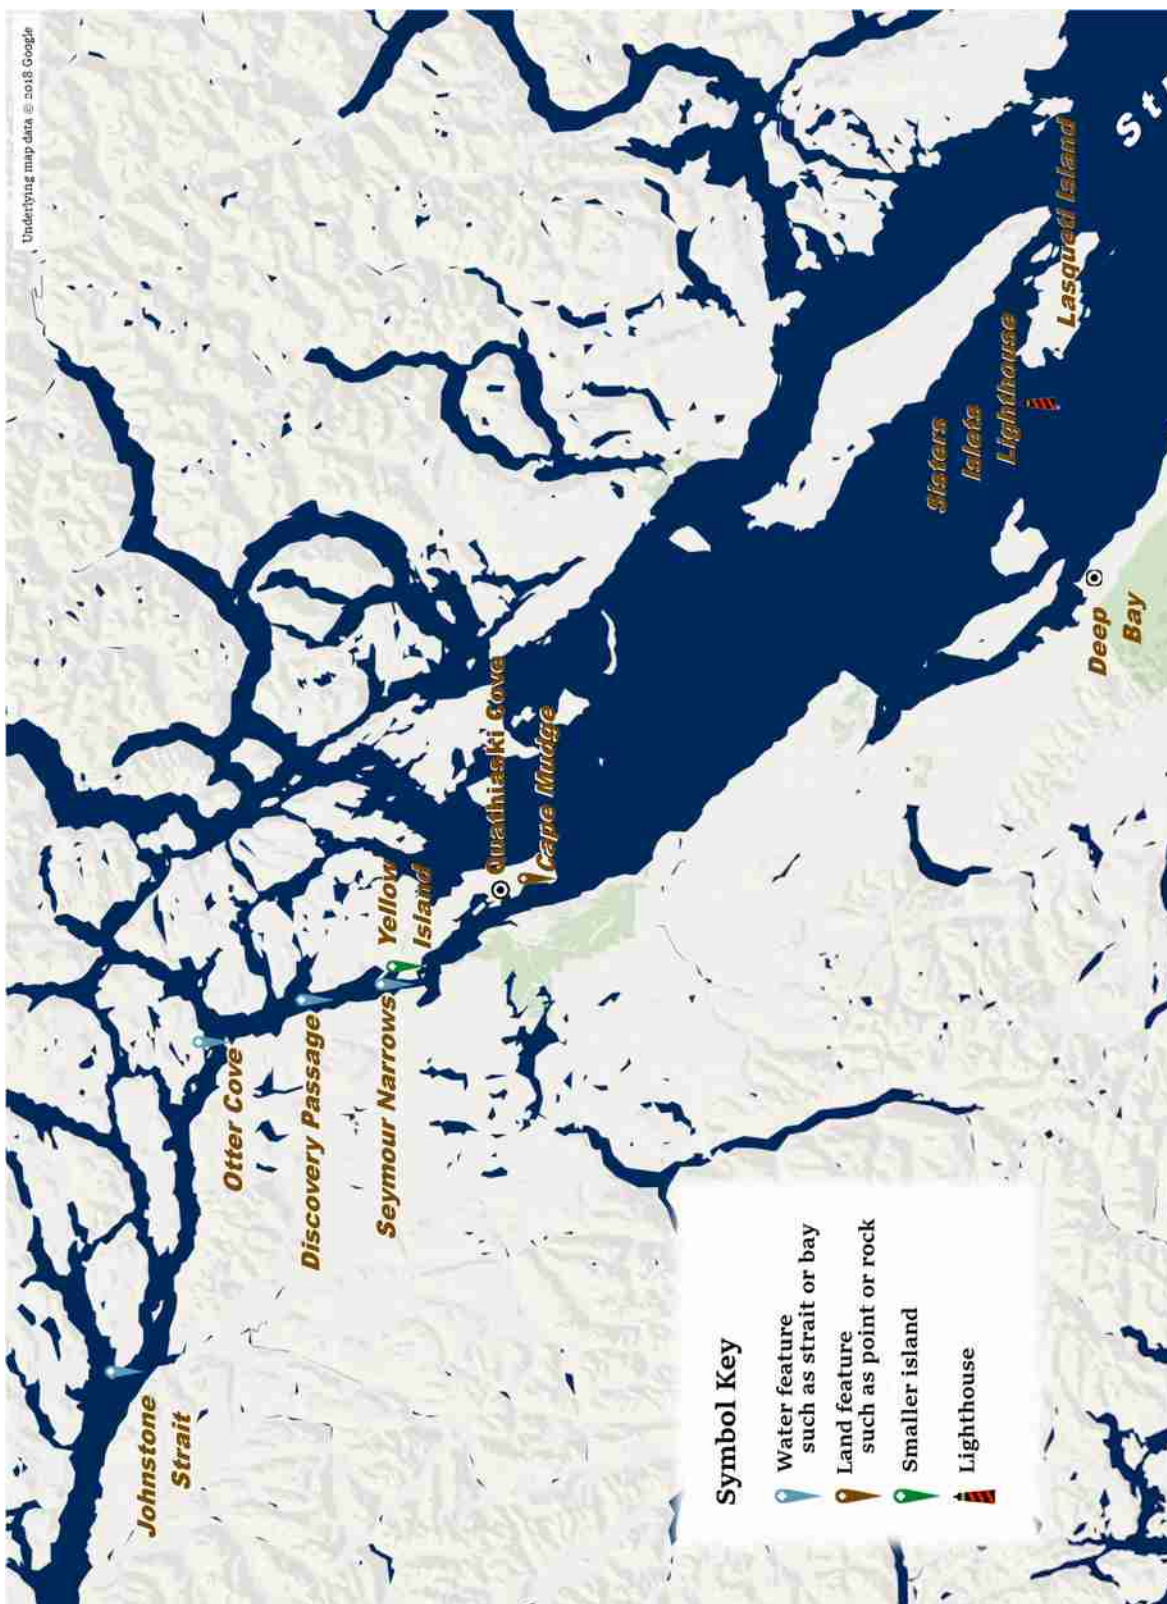 Underlying map data © 2018 Google
Johnstone
Strait
Otter Cove
Discovery Passage
Seymour Narrows
Yellow
Island
Quathiaski Cove
Cape Mudge
Symbol Key
Water feature
such as strait or bay
Land feature
such as point or rock
Smaller island
Lighthouse
Sisters
Islets
Lighthouse
Lasqueti Island
Deep
Bay
St